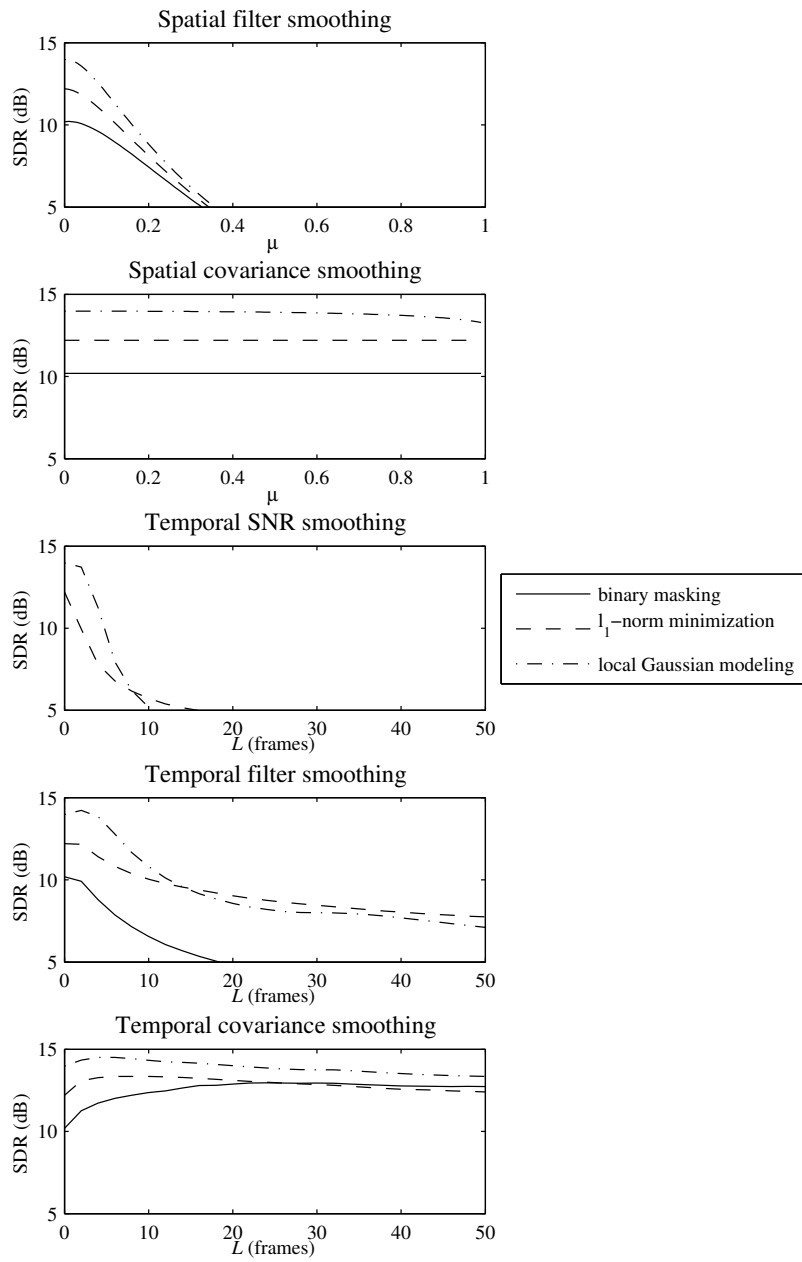 Spatial filter smoothing
15
10
5
SDR (dB)
0 0.2 0.4 0.6 0.8 1
μ
Spatial covariance smoothing
15
10
5
SDR (dB)
0 0.2 0.4 0.6 0.8 1
μ
Temporal SNR smoothing
15
10
5
SDR (dB)
0 10 20 30 40 50
L (frames)
binary masking
l1−norm minimization
local Gaussian modeling
Temporal filter smoothing
15
10
5
SDR (dB)
0 10 20 30 40 50
L (frames)
Temporal covariance smoothing
15
10
5
SDR (dB)
0 10 20 30 40 50
L (frames)